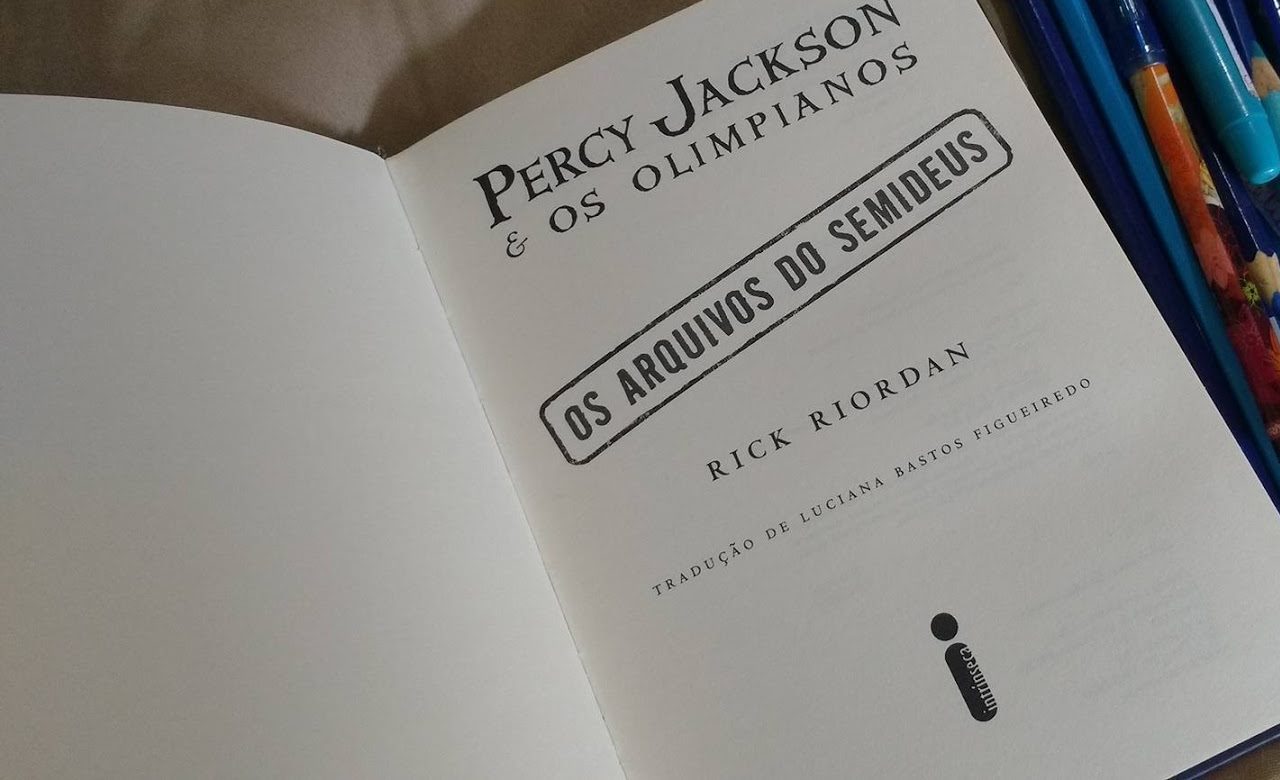 PERCY JACKSON
& OS OLIMPIANOS
OS ARQUIVOS DO SEMIDEUS
RICK RIORDAN
TRADUÇÃO DE LUCIANA BASTOS FIGUEIREDO
intrínseca